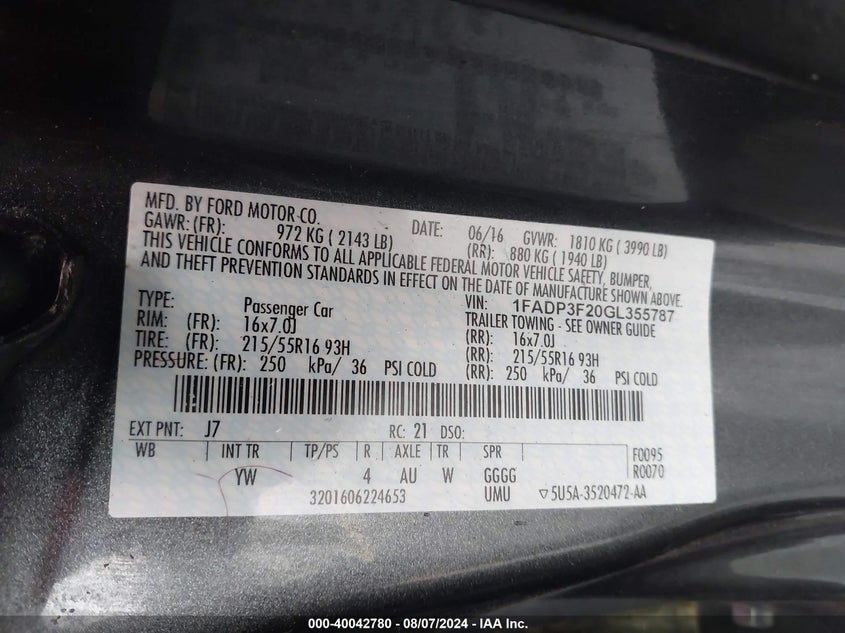 MFD. BY FORD MOTOR CO.
DATE: 06/16 GVWR: 1810 KG ( 3990 LB)
GAWR: (FR): 972 KG ( 2143 LB) (RR): 880 KG ( 1940 LB)
THIS VEHICLE CONFORMS TO ALL APPLICABLE FEDERAL MOTOR VEHICLE SAFETY, BUMPER,
AND THEFT PREVENTION STANDARDS IN EFFECT ON THE DATE OF MANUFACTURE SHOWN ABOVE.
VIN: 1FADP3F20GL355787
TYPE: Passenger Car TRAILER TOWING - SEE OWNER GUIDE
RIM: (FR): 16x7.0J (RR): 16x7.0J
TIRE: (FR): 215/55R16 93H (RR): 215/55R16 93H
PRESSURE: (FR): 250 kPa/ 36 PSI COLD (RR): 250 kPa/ 36 PSI COLD
EXT PNT: J7 RC: 21 DSO:
WB INT TR TP/PS R AXLE TR SPR F0095
YW 4 AU W GGGG R0070
3201606224653 UMU ▽5U5A-3520472-AA
000-40042780 - 08/07/2024 - IAA Inc.